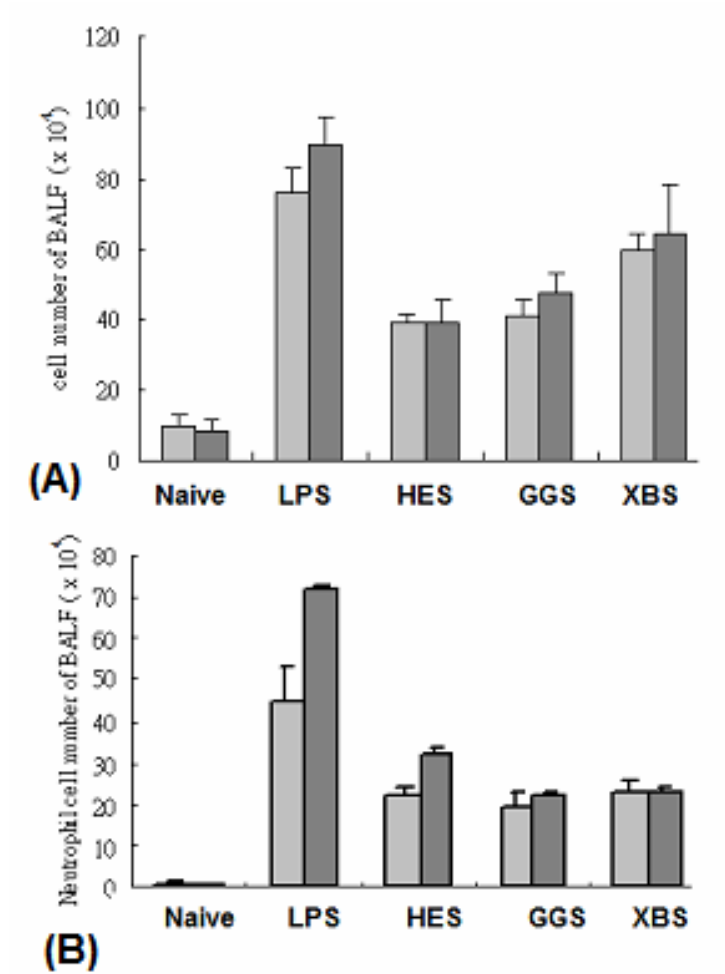 cell number of BALF ( x 10⁴)
120
100
80
60
40
20
0
Naive LPS HES GGS XBS
(A)
Neutrophil cell number of BALF ( x 10⁴)
80
70
60
50
40
30
20
10
0
Naive LPS HES GGS XBS
(B)